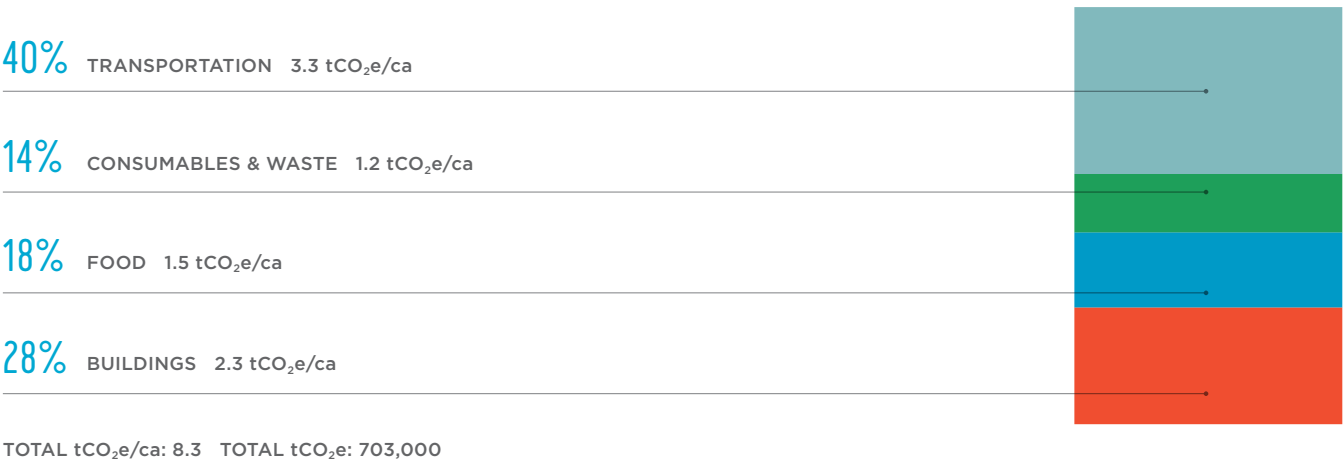 40% TRANSPORTATION 3.3 tCO₂e/ca
14% CONSUMABLES & WASTE 1.2 tCO₂e/ca
18% FOOD 1.5 tCO₂e/ca
28% BUILDINGS 2.3 tCO₂e/ca
TOTAL tCO₂e/ca: 8.3 TOTAL tCO₂e: 703,000